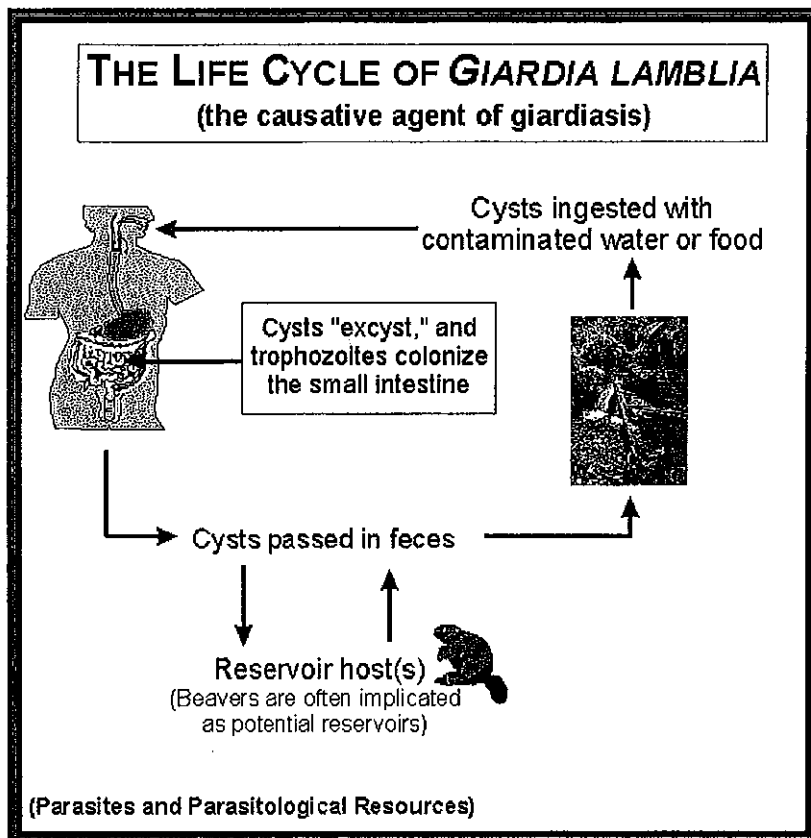 THE LIFE CYCLE OF GIARDIA LAMBLIA
(the causative agent of giardiasis)
Cysts ingested with
contaminated water or food
Cysts "excyst," and
trophozoites colonize
the small intestine
Cysts passed in feces
Reservoir host(s)
(Beavers are often implicated
as potential reservoirs)
(Parasites and Parasitological Resources)